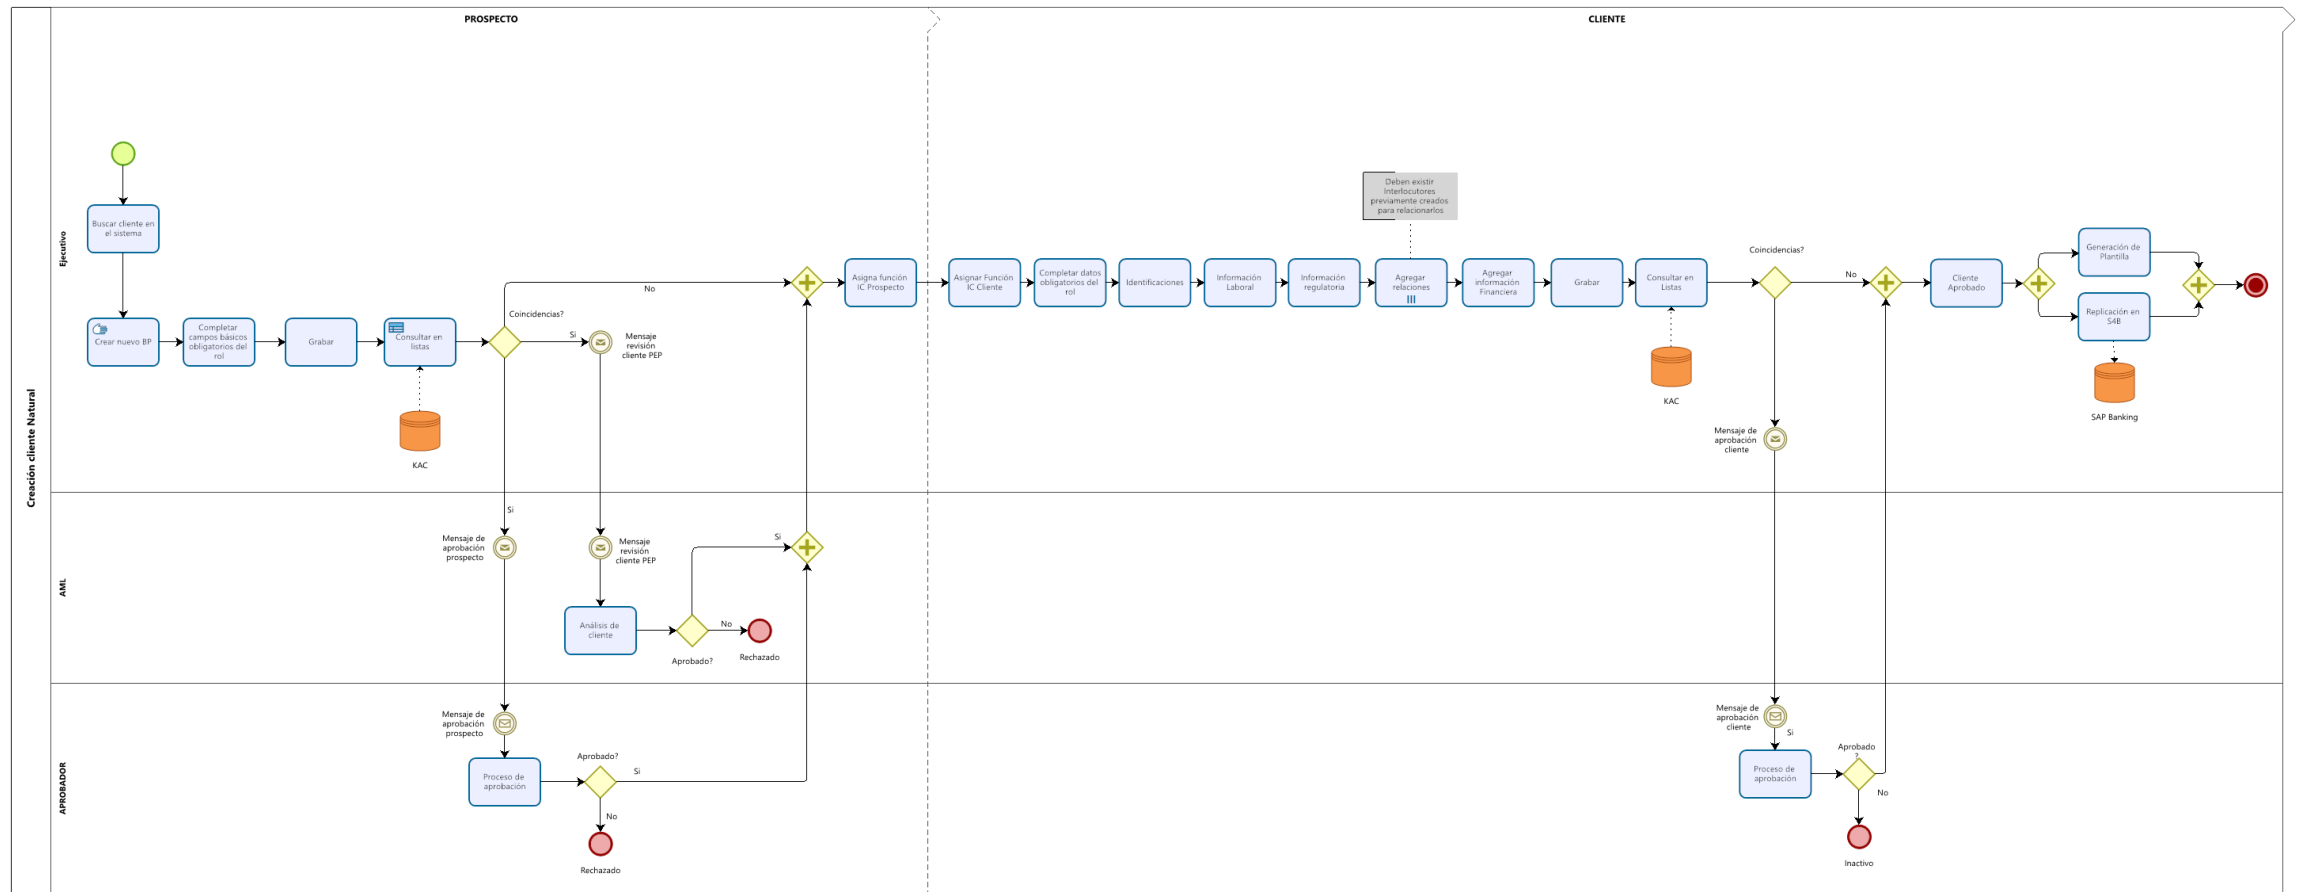 PROSPECTO
CLIENTE
Creación cliente Natural
Ejecutivo
Buscar cliente en
el sistema
Crear nuevo BP
Completar
campos básicos
obligatorios del
rol
Grabar
Consultar en
listas
KAC
Coincidencias?
No
Si
Si
Mensaje
revisión
cliente PEP
Asigna función
IC Prospecto
Asignar Función
IC Cliente
Completar datos
obligatorios del
rol
Identificaciones
Información
Laboral
Información
regulatoria
Deben existir
Interlocutores
previamente creados
para relacionarlos
Agregar
relaciones
Agregar
información
Financiera
Grabar
Consultar en
Listas
KAC
Coincidencias?
No
Mensaje de
aprobación
cliente
Cliente
Aprobado
Generación de
Plantilla
Replicación en
S4B
SAP Banking
AML
Mensaje de
aprobación
prospecto
Mensaje
revisión
cliente PEP
Análisis de
cliente
Aprobado?
Si
No
Rechazado
APROBADOR
Mensaje de
aprobación
prospecto
Proceso de
aprobación
Aprobado?
Si
No
Rechazado
Mensaje de
aprobación
cliente
Si
Proceso de
aprobación
Aprobado
?
No
Inactivo